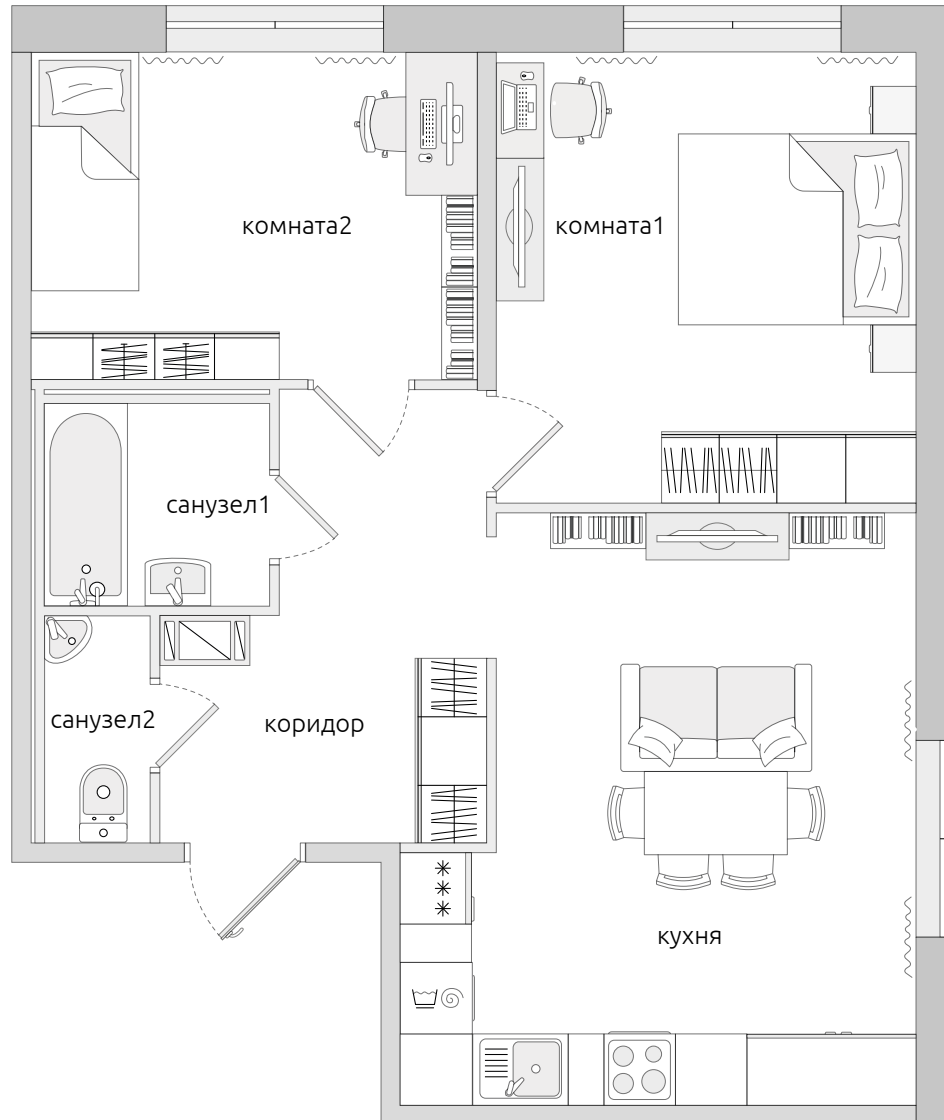 комната2
комната1
санузел1
санузел2
коридор
кухня